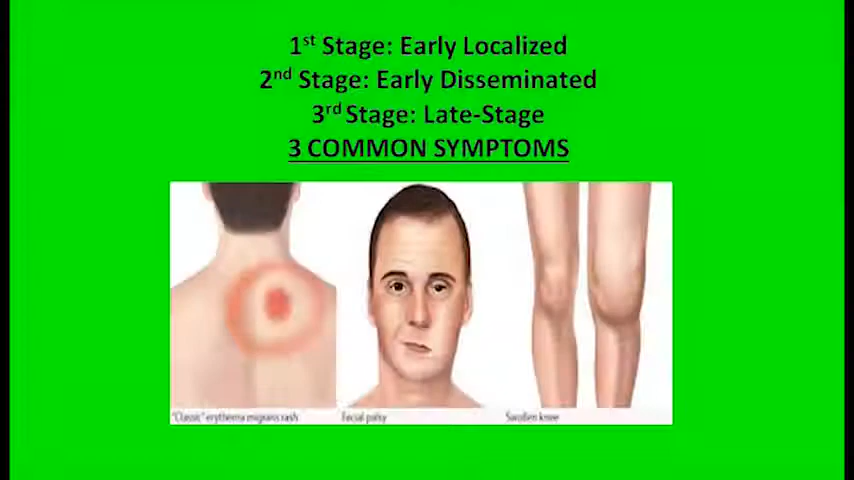 1st Stage: Early Localized
2nd Stage: Early Disseminated
3rd Stage: Late-Stage
3 COMMON SYMPTOMS
"Classic" erythema migrans rash
Facial palsy
Swollen knee